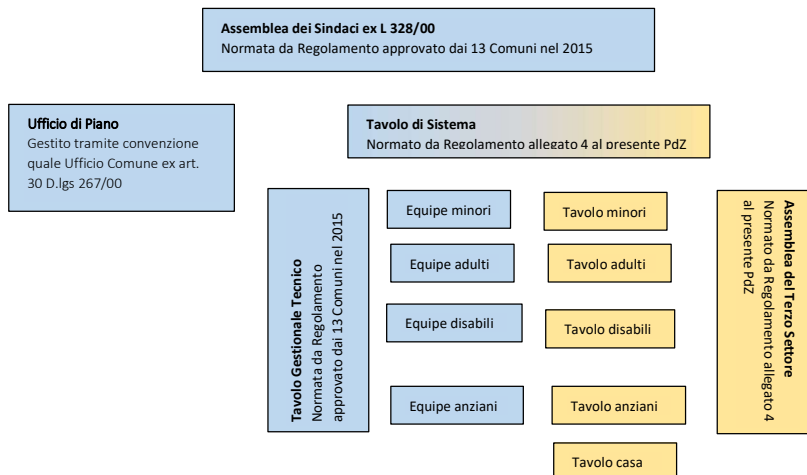 Assemblea dei Sindaci ex L 328/00
Normata da Regolamento approvato dai 13 Comuni nel 2015
Ufficio di Piano
Gestito tramite convenzione
quale Ufficio Comune ex art.
30 D.lgs 267/00
Tavolo di Sistema
Normato da Regolamento allegato 4 al presente PdZ
Tavolo Gestionale Tecnico
Normata da Regolamento
approvato dai 13 Comuni nel 2015
Equipe minori
Equipe adulti
Equipe disabili
Equipe anziani
Tavolo minori
Tavolo adulti
Tavolo disabili
Tavolo anziani
Tavolo casa
Assemblea del Terzo Settore
Normato da Regolamento allegato 4
al presente PdZ